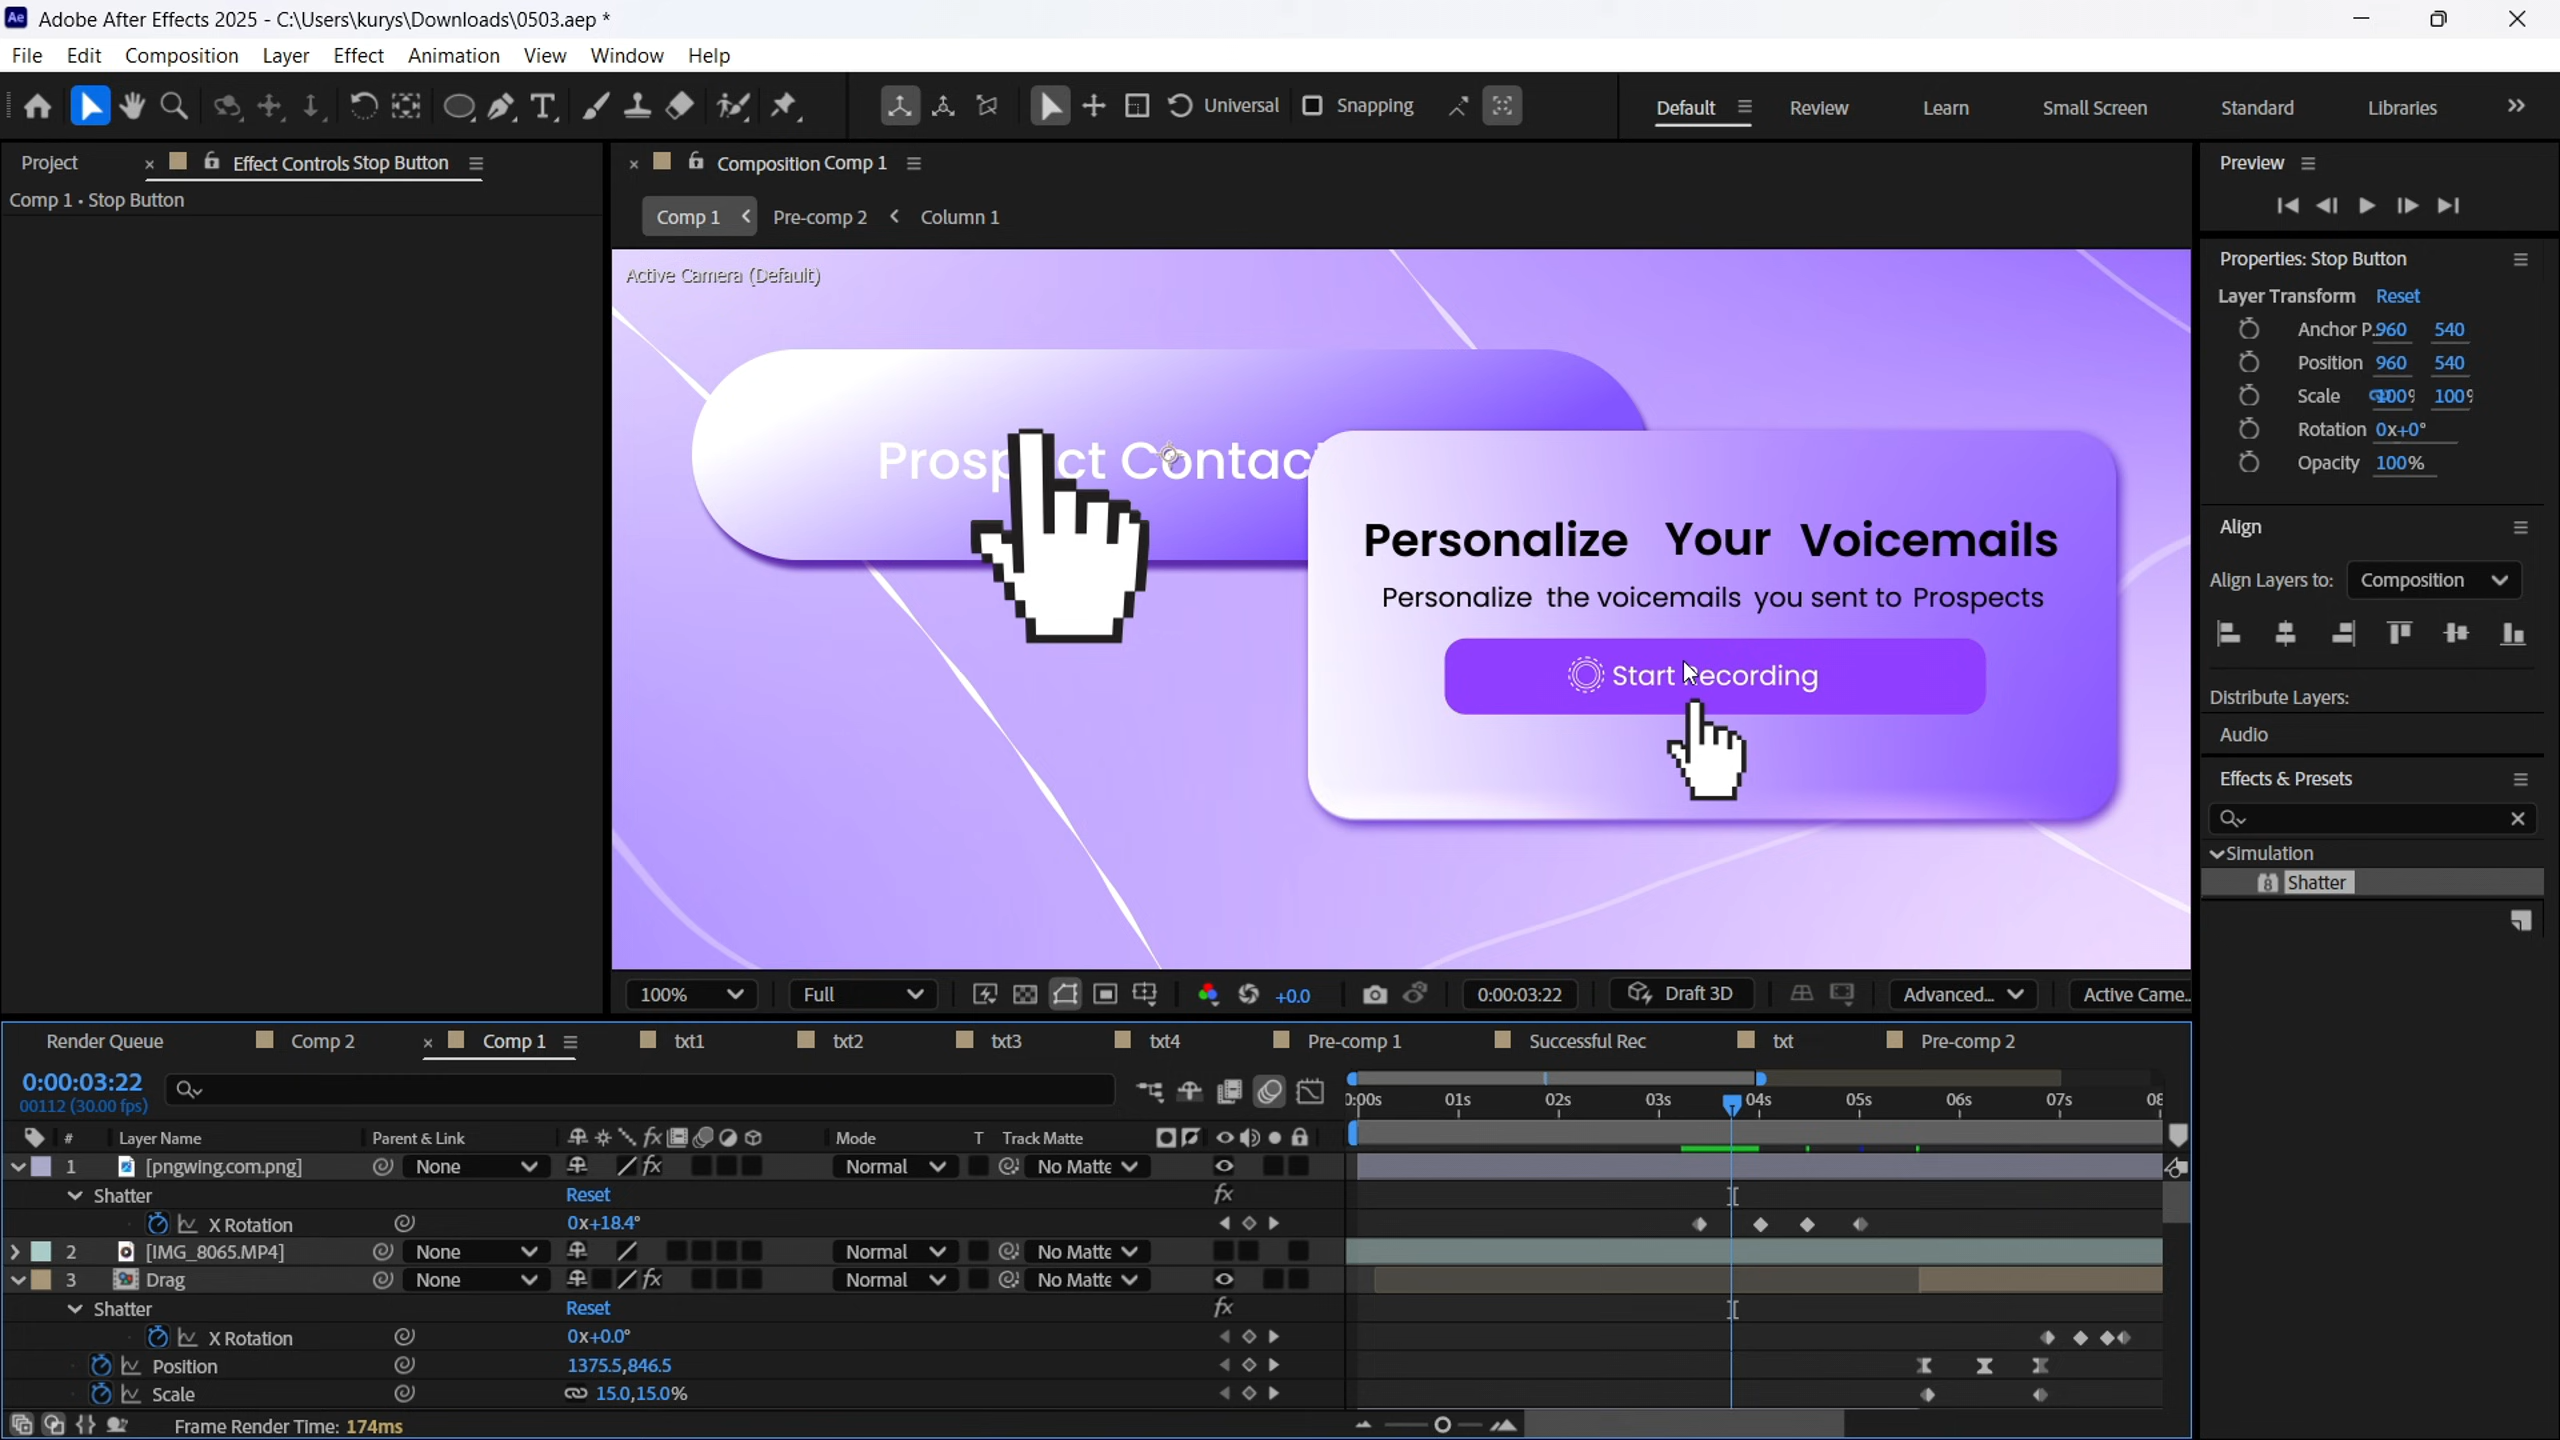 Adobe After Effects 2025 - C:\Users\kurys\Downloads\0503.aep *
File Edit Composition Layer Effect Animation View Window Help
Universal Snapping Default Review Learn Small Screen Standard Libraries
Project Effect Controls Stop Button
Comp 1 • Stop Button
Composition Comp 1
Comp 1 Pre-comp 2 Column 1
Active Camera (Default)
Personalize Your Voicemails
Personalize the voicemails you sent to Prospects
Start
100% Full +0.0 0:00:03:22 Draft 3D Advanced... Active Came..
Preview
Properties: Stop Button
Layer Transform Reset
Anchor P.. 960 540
Position 960 540
Scale 100%
Rotation 0x+0°
Opacity 100%
Align
Align Layers to: Composition
Distribute Layers:
Audio
Effects & Presets
Simulation
Shatter
Render Queue Comp 2 Comp 1 txt1 txt2 txt3 txt4 Pre-comp 1 Successful Rec txt Pre-comp 2
0:00:03:22
00112 (30.00 fps)
0:00s 01s 02s 03s 04s 05s 06s 07s 08
# Layer Name Parent & Link fx Mode T Track Matte
1 [pngwing.com.png] None fx Normal No Matte
Shatter Reset fx
X Rotation 0x+18.4°
2 [IMG_8065.MP4] None Normal No Matte
3 Drag None fx Normal No Matte
Shatter Reset fx
X Rotation 0x+0.0°
Position 1375.5,846.5
Scale 15.0,15.0%
Frame Render Time: 174ms